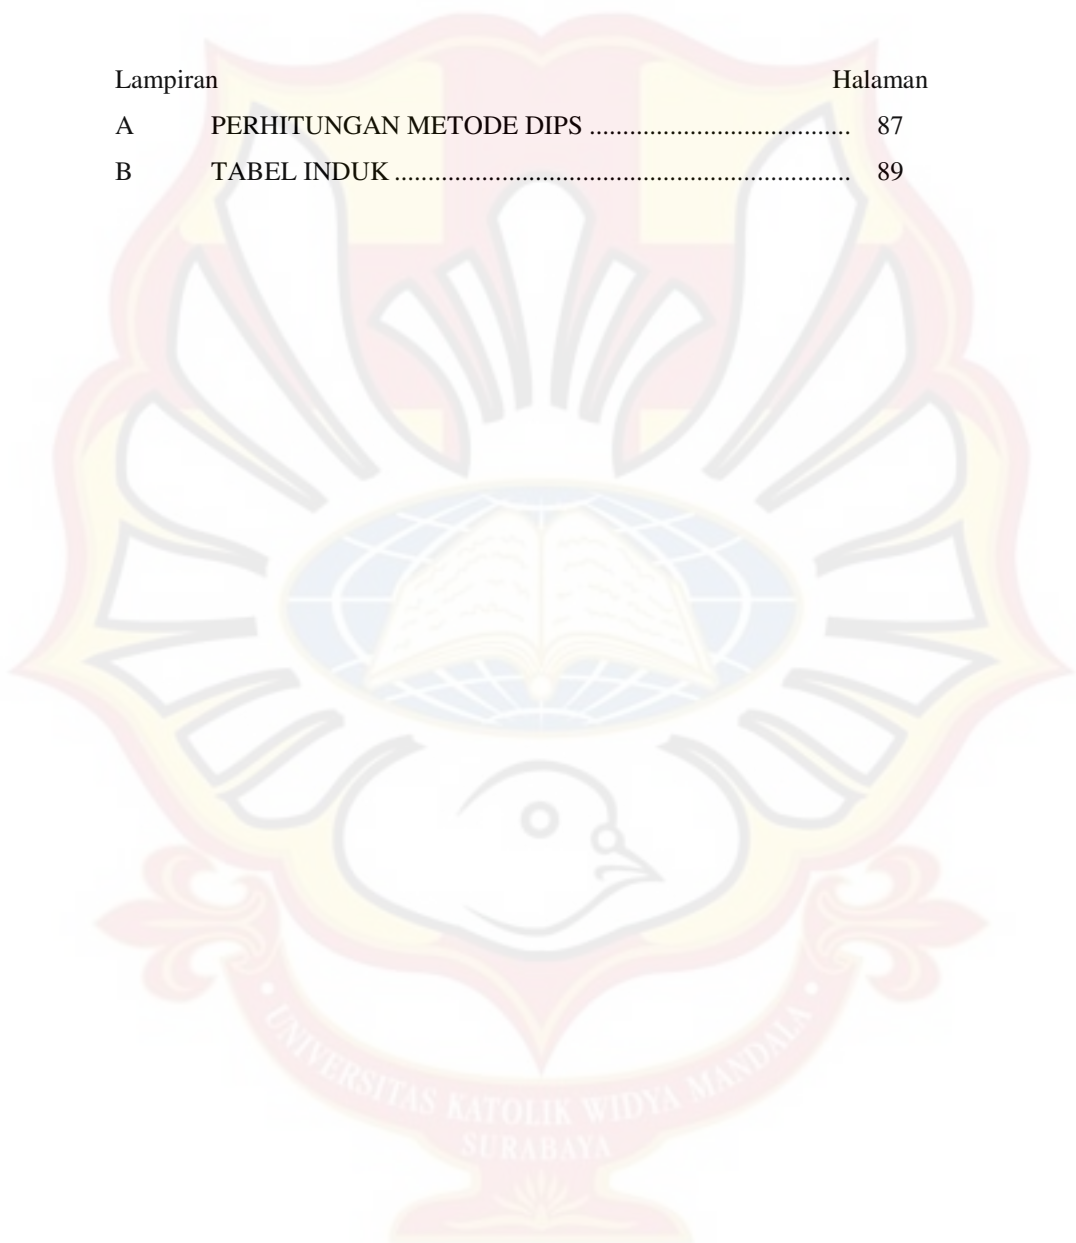 Lampiran Halaman
A PERHITUNGAN METODE DIPS ....................................... 87
B TABEL INDUK .................................................................... 89
UNIVERSITAS KATOLIK WIDYA MANDALA
SURABAYA